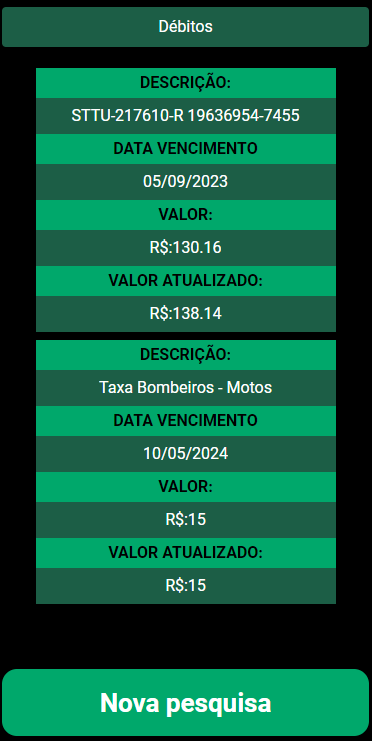 Débitos
DESCRIÇÃO:
STTU-217610-R 19636954-7455
DATA VENCIMENTO
05/09/2023
VALOR:
R$:130.16
VALOR ATUALIZADO:
R$:138.14
DESCRIÇÃO:
Taxa Bombeiros - Motos
DATA VENCIMENTO
10/05/2024
VALOR:
R$:15
VALOR ATUALIZADO:
R$:15
Nova pesquisa